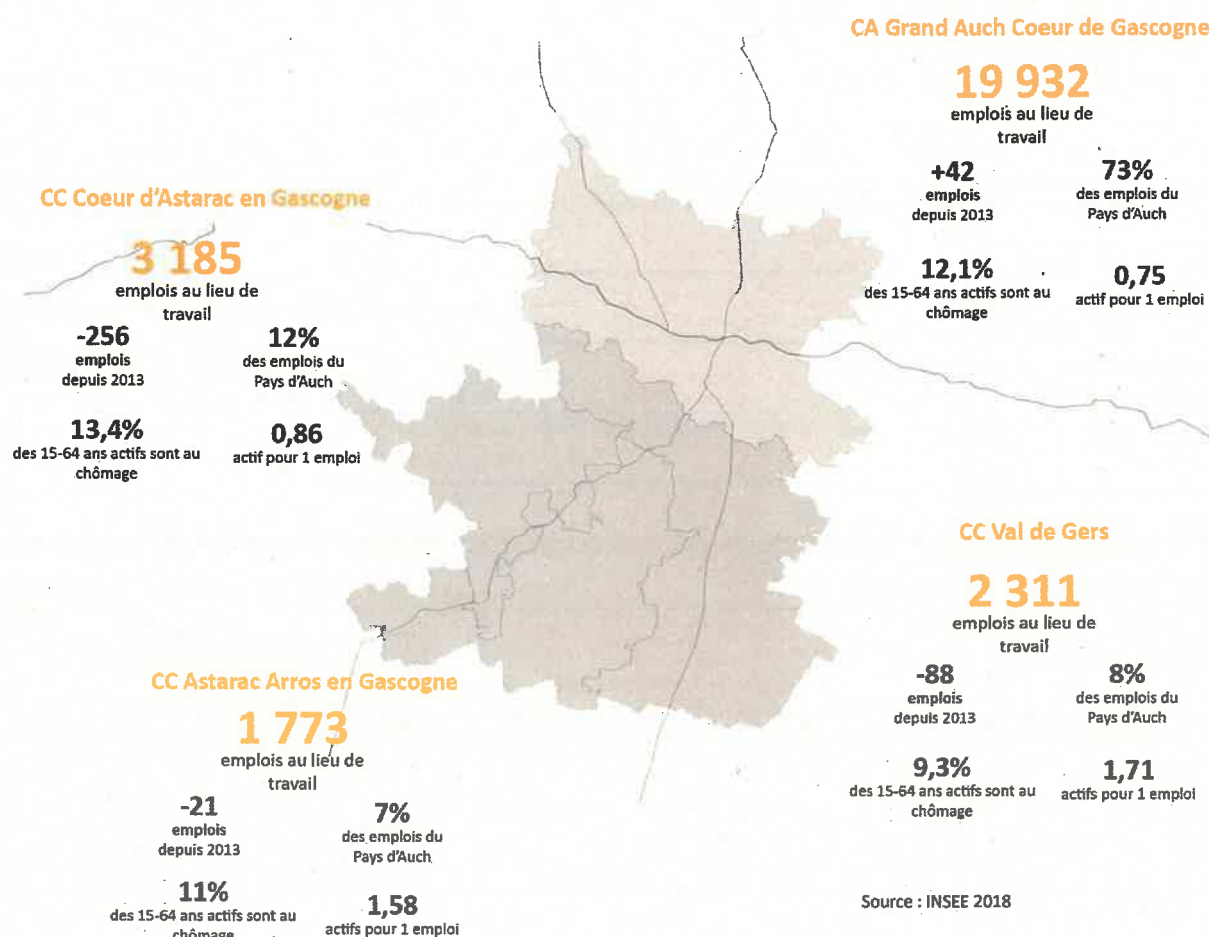 CA Grand Auch Coeur de Gascogne
19 932
emplois au lieu de
travail
+42
emplois
depuis 2013
73%
des emplois du
Pays d'Auch
12,1%
des 15-64 ans actifs sont au
chômage
0,75
actif pour 1 emploi
CC Coeur d'Astarac en Gascogne
3 185
emplois au lieu de
travail
-256
emplois
depuis 2013
12%
des emplois du
Pays d'Auch
13,4%
des 15-64 ans actifs sont au
chômage
0,86
actif pour 1 emploi
CC Val de Gers
2 311
emplois au lieu de
travail
-88
emplois
depuis 2013
8%
des emplois du
Pays d'Auch
9,3%
des 15-64 ans actifs sont au
chômage
1,71
actifs pour 1 emploi
CC Astarac Arros en Gascogne
1 773
emplois au lieu de
travail
-21
emplois
depuis 2013
7%
des emplois du
Pays d'Auch
11%
des 15-64 ans actifs sont au
chômage
1,58
actifs pour 1 emploi
Source : INSEE 2018